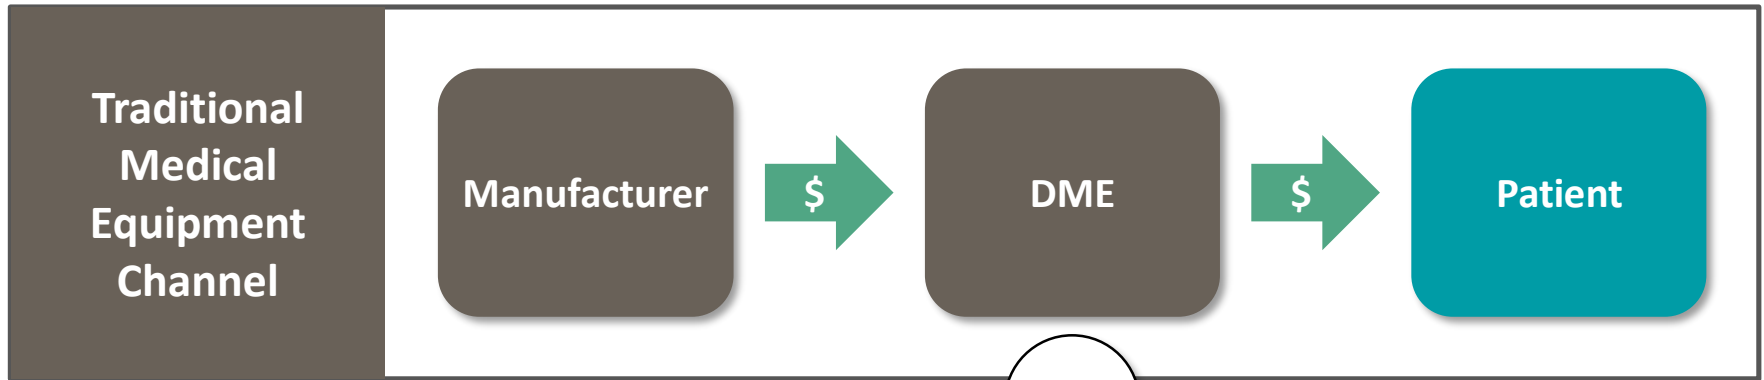 Traditional
Medical
Equipment
Channel
Manufacturer
$
DME
$
Patient